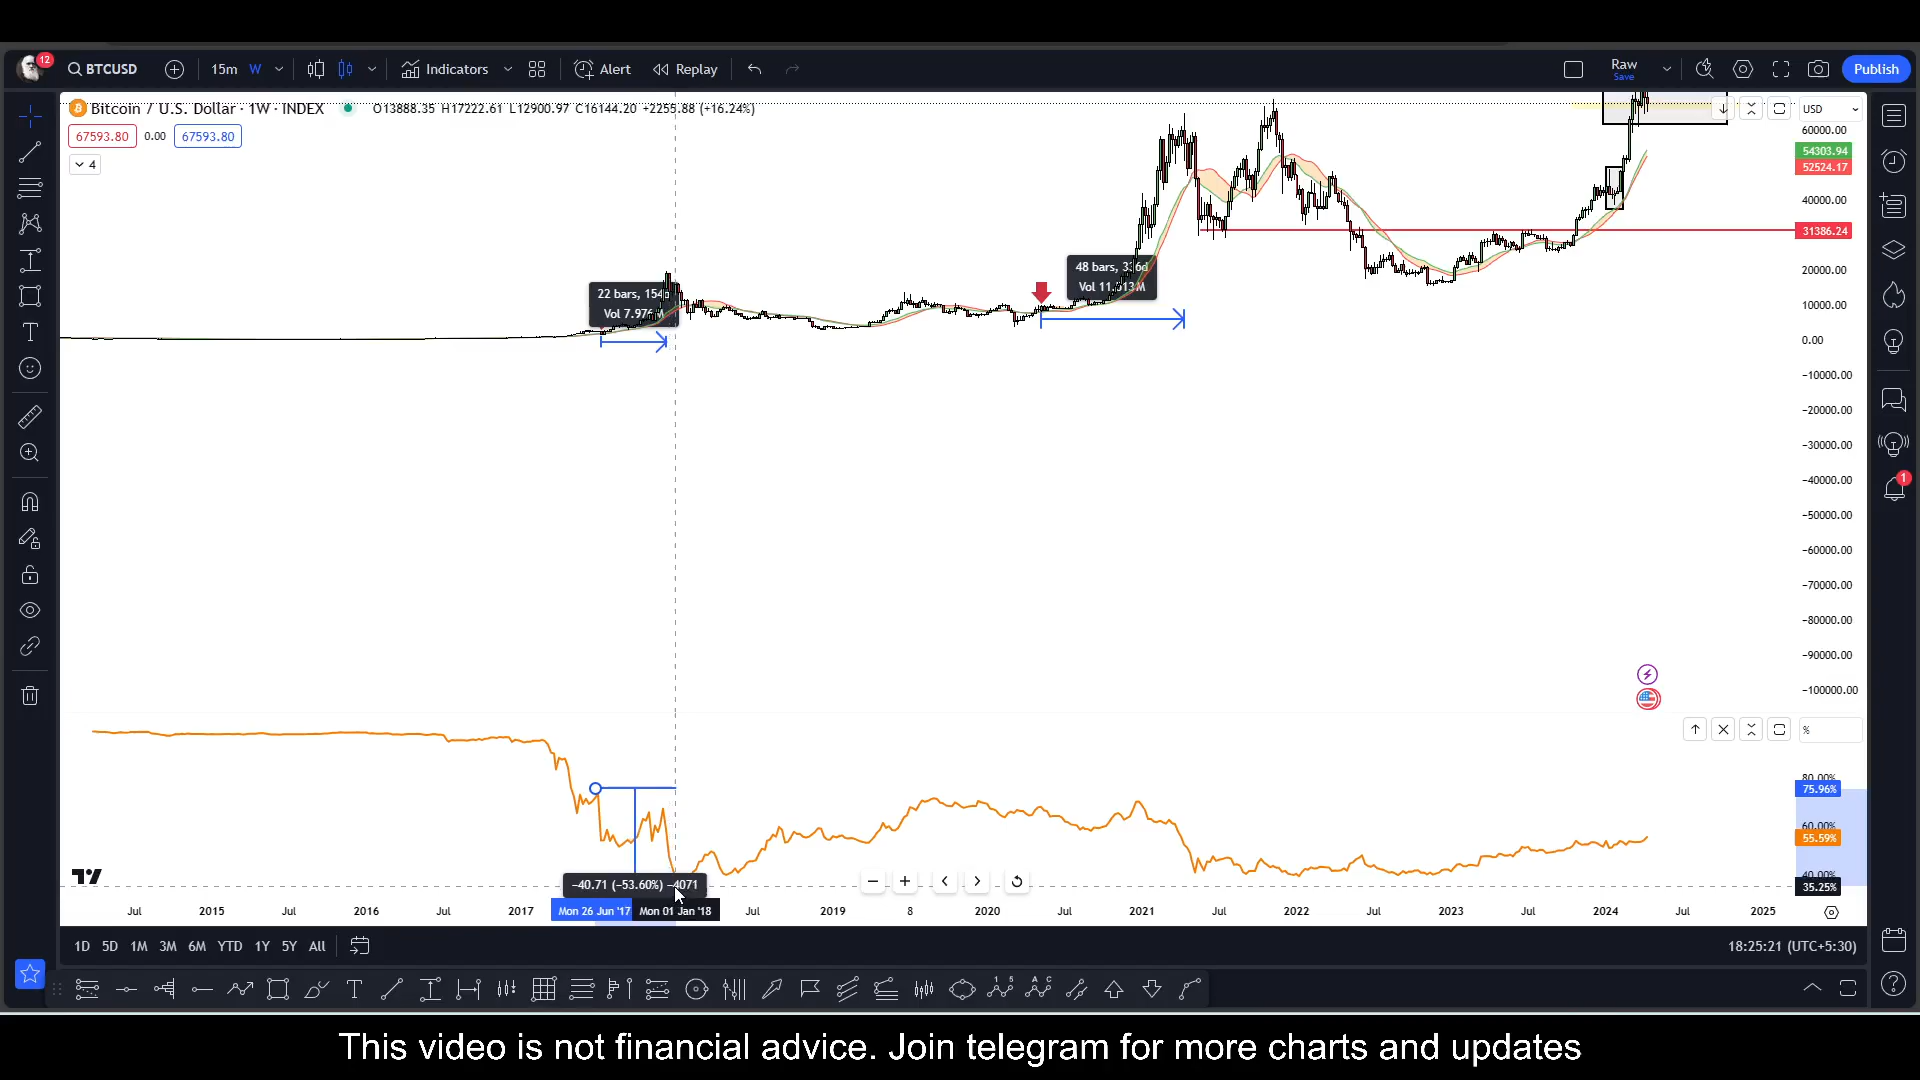 12
BTCUSD
15m W
Indicators
Alert
Replay
Raw
Save
Publish
Bitcoin / U.S. Dollar · 1W · INDEX
O13888.35 H17222.61 L12900.97 C16144.20 +2255.88 (+16.24%)
USD
67593.80 0.00 67593.80
4
60000.00
54303.94
52524.17
40000.00
31386.24
20000.00
10000.00
0.00
−10000.00
−20000.00
−30000.00
−40000.00
−50000.00
−60000.00
−70000.00
−80000.00
−90000.00
−100000.00
22 bars, 154d
Vol 7.976M
48 bars, 336d
Vol 11.
1
%
80.00%
75.96%
60.00%
55.59%
40.00%
35.25%
−40.71 (−53.60%) −4071
Jul 2015 Jul 2016 Jul 2017 Mon 26 Jun '17 Mon 01 Jan '18 Jul 2019 8 2020 Jul 2021 Jul 2022 Jul 2023 Jul 2024 Jul 2025
1D 5D 1M 3M 6M YTD 1Y 5Y All
18:25:21 (UTC+5:30)
This video is not financial advice. Join telegram for more charts and updates